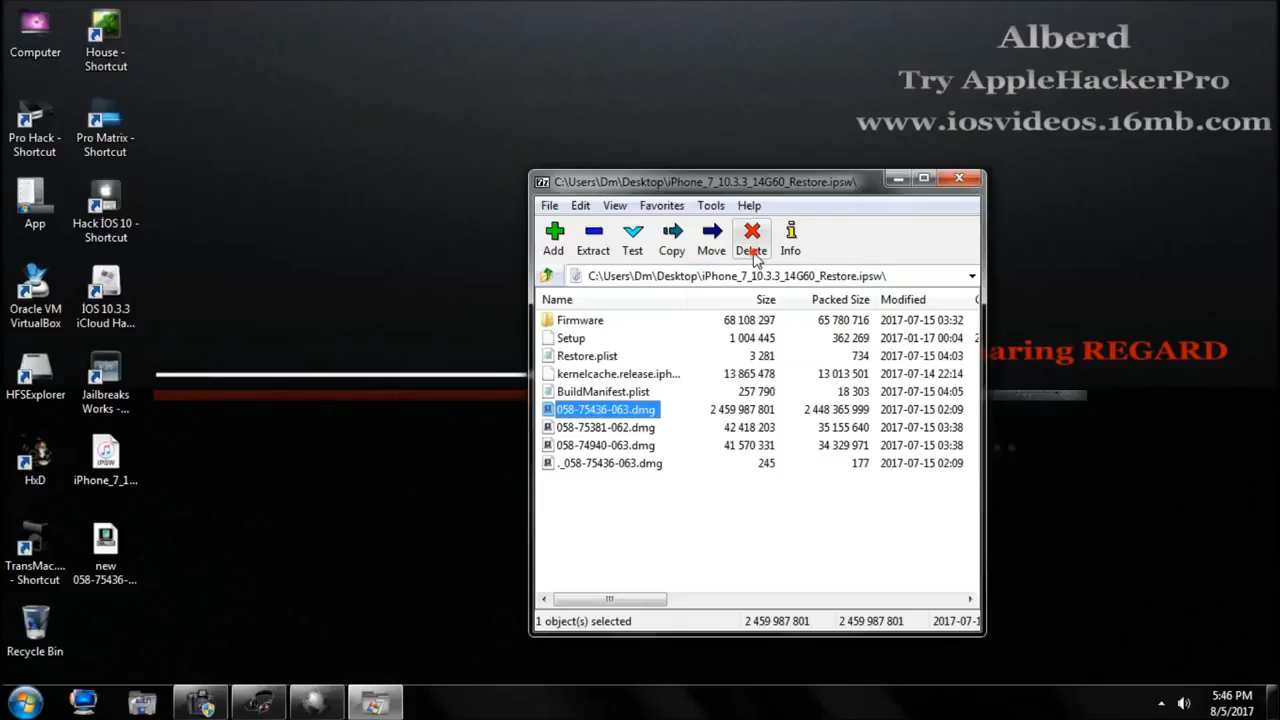 Alberd
Try AppleHackerPro
www.iosvideos.16mb.com
Computer
House -
Shortcut
Pro Hack -
Shortcut
Pro Matrix -
Shortcut
App
Hack İOS 10 -
Shortcut
Oracle VM
VirtualBox
İOS 10.3.3
iCloud Ha...
HFSExplorer
Jailbreaks
Works -...
HxD
iPhone_7_1...
TransMac...
- Shortcut
new
058-75436-...
Recycle Bin
C:\Users\Dm\Desktop\iPhone_7_10.3.3_14G60_Restore.ipsw\
File Edit View Favorites Tools Help
Add Extract Test Copy Move Delete Info
C:\Users\Dm\Desktop\iPhone_7_10.3.3_14G60_Restore.ipsw\
Name Size Packed Size Modified
Firmware 68 108 297 65 780 716 2017-07-15 03:32
Setup 1 004 445 362 269 2017-01-17 00:04
Restore.plist 3 281 734 2017-07-15 04:03
kernelcache.release.iph... 13 865 478 13 013 501 2017-07-14 22:14
BuildManifest.plist 257 790 18 303 2017-07-15 04:05
058-75436-063.dmg 2 459 987 801 2 448 365 999 2017-07-15 02:09
058-75381-062.dmg 42 418 203 35 155 640 2017-07-15 03:38
058-74940-063.dmg 41 570 331 34 329 971 2017-07-15 03:38
._058-75436-063.dmg 245 177 2017-07-15 02:09
1 object(s) selected 2 459 987 801 2 459 987 801 2017-07-1
aring REGARD
5:46 PM
8/5/2017